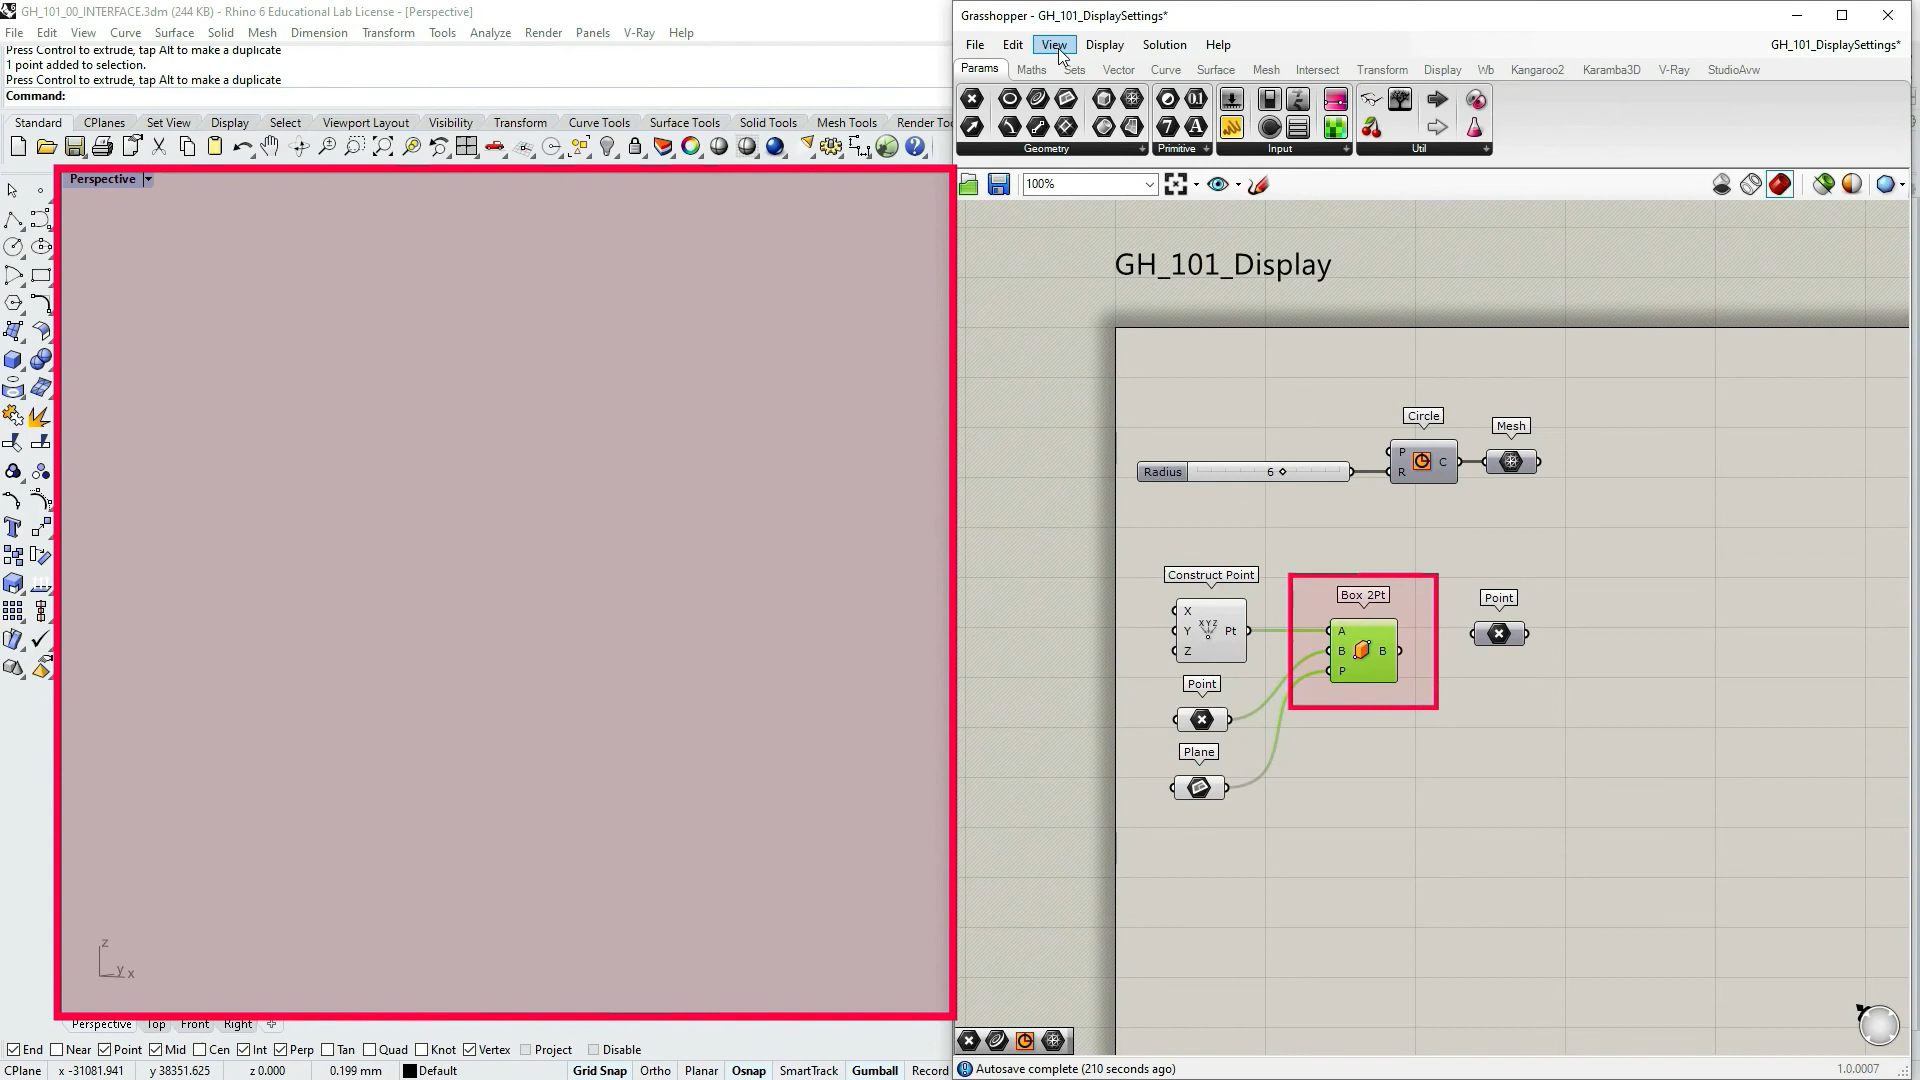 GH_101_00_INTERFACE.3dm (244 KB) - Rhino 6 Educational Lab License - [Perspective]
File Edit View Curve Surface Solid Mesh Dimension Transform Tools Analyze Render Panels V-Ray Help
Press Control to extrude, tap Alt to make a duplicate
1 point added to selection.
Press Control to extrude, tap Alt to make a duplicate
Command:
Standard CPlanes Set View Display Select Viewport Layout Visibility Transform Curve Tools Surface Tools Solid Tools Mesh Tools Render To
Perspective
z
y x
Perspective Top Front Right
End Near Point Mid Cen Int Perp Tan Quad Knot Vertex Project Disable
CPlane x -31081.941 y 38351.625 z 0.000 0.199 mm Default Grid Snap Ortho Planar Osnap SmartTrack Gumball Record
Grasshopper - GH_101_DisplaySettings*
File Edit View Display Solution Help GH_101_DisplaySettings*
Params Maths Sets Vector Curve Surface Mesh Intersect Transform Display Wb Kangaroo2 Karamba3D V-Ray StudioAvw
Geometry Primitive Input Util
100%
GH_101_Display
Circle
Mesh
P
R
C
Radius 6
Construct Point
X
Y
Z
XYZ
Pt
Box 2Pt
A
B
P
B
Point
Point
Plane
Autosave complete (210 seconds ago) 1.0.0007